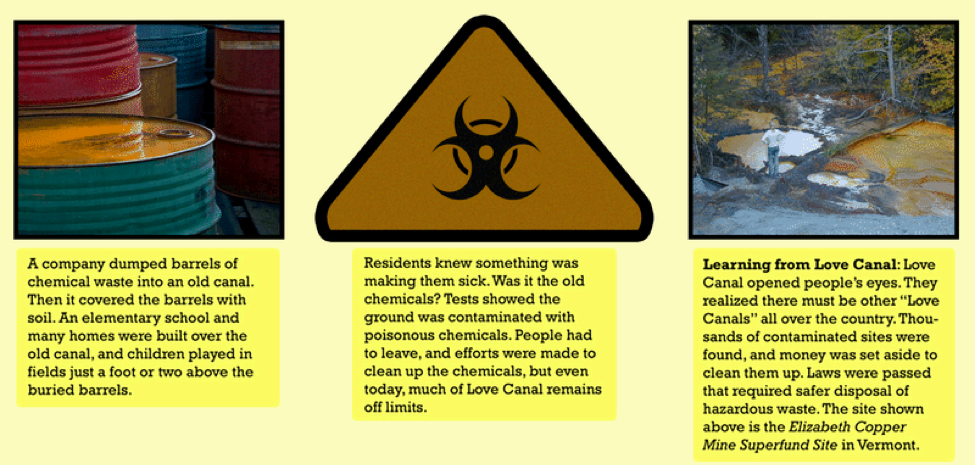 A company dumped barrels of
chemical waste into an old canal.
Then it covered the barrels with
soil. An elementary school and
many homes were built over the
old canal, and children played in
fields just a foot or two above the
buried barrels.
Residents knew something was
making them sick. Was it the old
chemicals? Tests showed the
ground was contaminated with
poisonous chemicals. People had
to leave, and efforts were made to
clean up the chemicals, but even
today, much of Love Canal remains
off limits.
Learning from Love Canal: Love
Canal opened people's eyes. They
realized there must be other “Love
Canals” all over the country. Thou-
sands of contaminated sites were
found, and money was set aside to
clean them up. Laws were passed
that required safer disposal of
hazardous waste. The site shown
above is the Elizabeth Copper
Mine Superfund Site in Vermont.